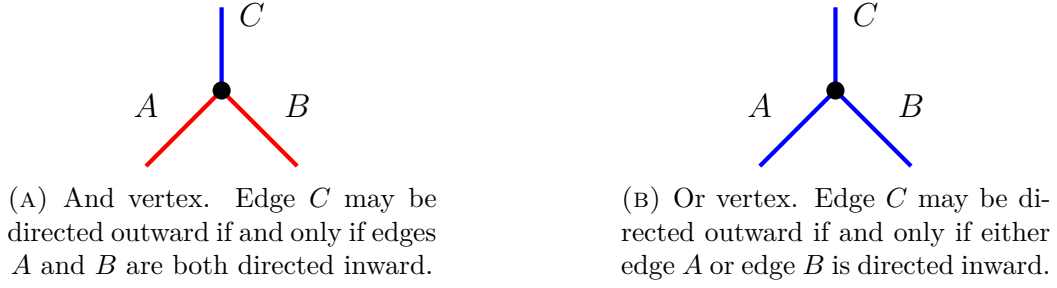 C
A
B
(A) And vertex. Edge C may be
directed outward if and only if edges
A and B are both directed inward.
C
A
B
(B) Or vertex. Edge C may be di-
rected outward if and only if either
edge A or edge B is directed inward.